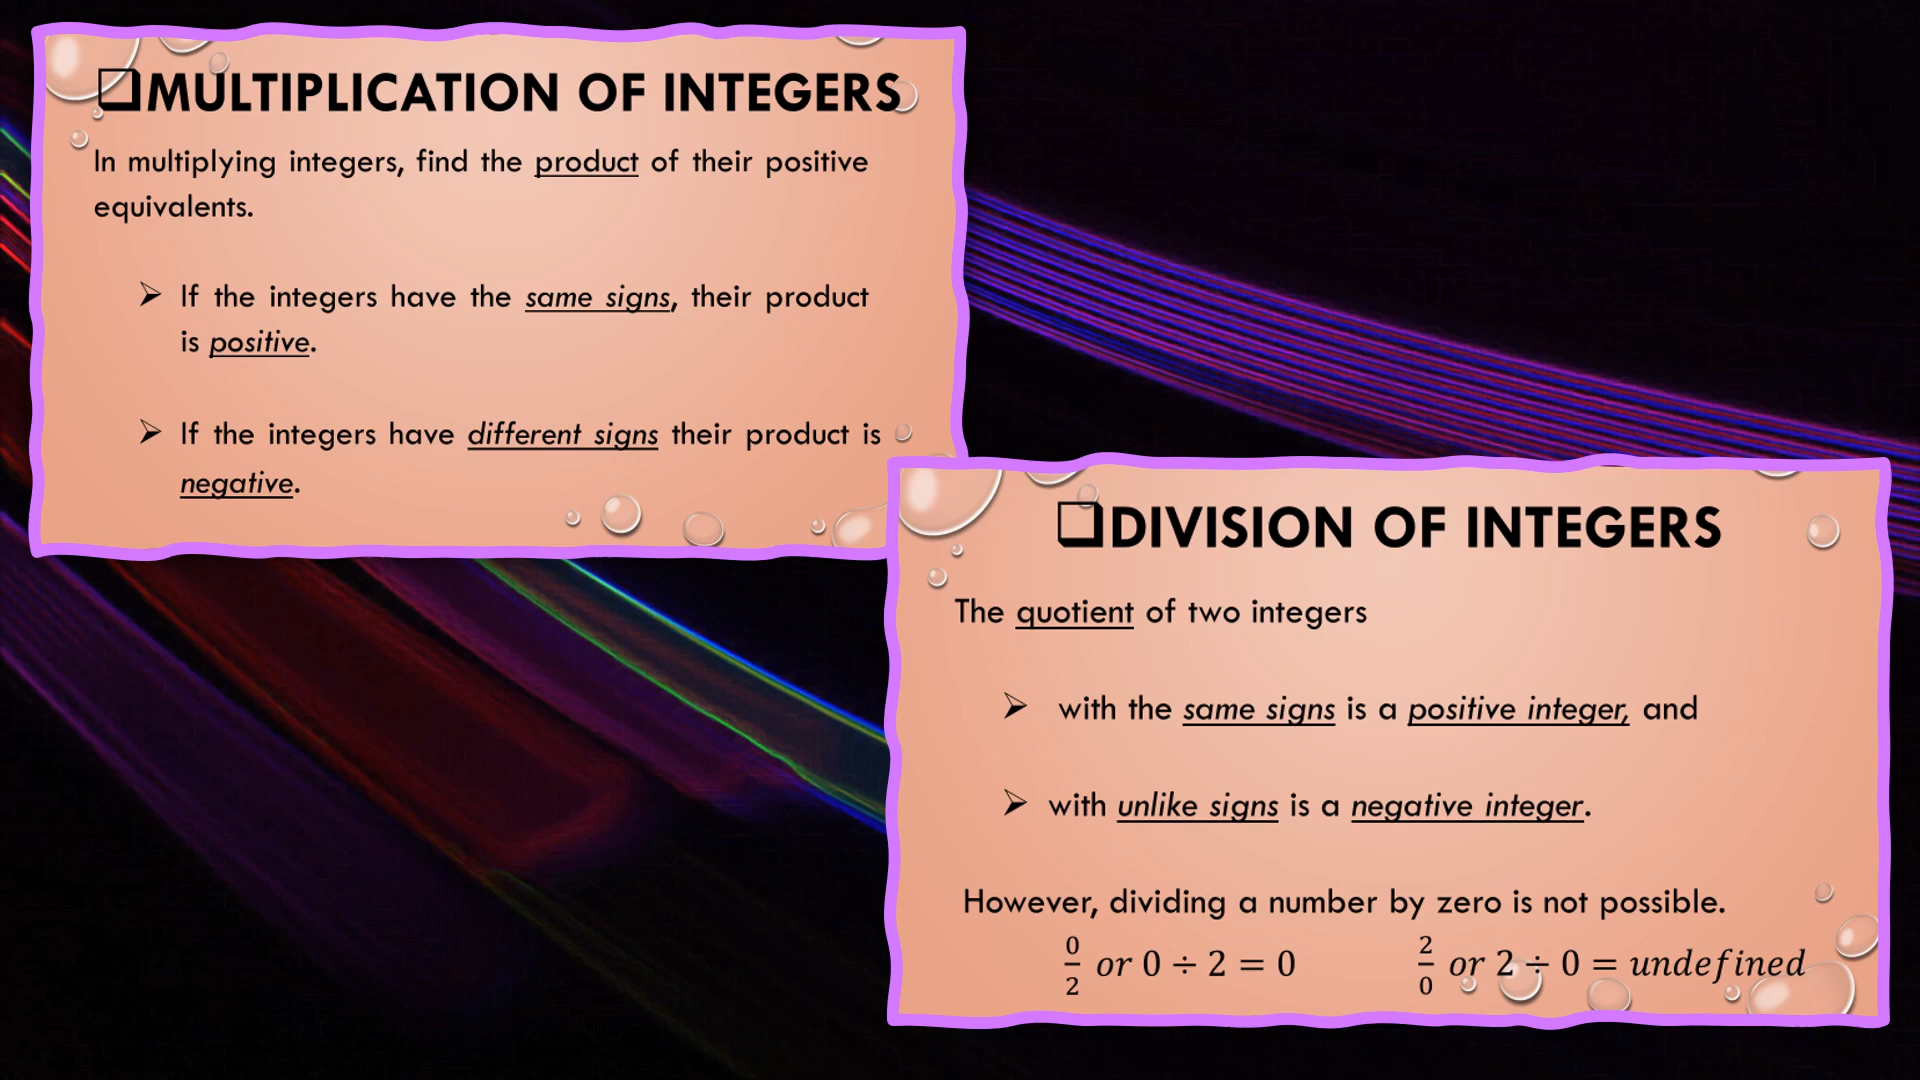 ❑MULTIPLICATION OF INTEGERS
In multiplying integers, find the product of their positive
equivalents.
➢ If the integers have the same signs, their product
is positive.
➢ If the integers have different signs their product is
negative.
❑DIVISION OF INTEGERS
The quotient of two integers
➢ with the same signs is a positive integer, and
➢ with unlike signs is a negative integer.
However, dividing a number by zero is not possible.
0/2 or 0 ÷ 2 = 0 2/0 or 2 ÷ 0 = undefined